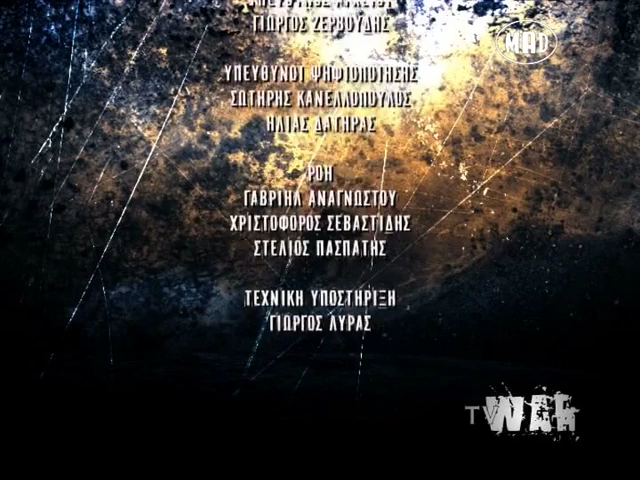 ΓΙΩΡΓΟΣ ΖΕΡΒΟΥΔΗΣ
MAD
ΥΠΕΥΘΥΝΟΙ ΨΗΦΙΟΠΟΙΗΣΗΣ
ΣΩΤΗΡΗΣ ΚΑΝΕΛΛΟΠΟΥΛΟΣ
ΗΛΙΑΣ ΔΑΤΗΡΑΣ
ΡΟΗ
ΓΑΒΡΙΗΛ ΑΝΑΓΝΩΣΤΟΥ
ΧΡΙΣΤΟΦΟΡΟΣ ΣΕΒΑΣΤΙΔΗΣ
ΣΤΕΛΙΟΣ ΠΑΣΠΑΤΗΣ
ΤΕΧΝΙΚΗ ΥΠΟΣΤΗΡΙΞΗ
ΓΙΩΡΓΟΣ ΛΥΡΑΣ
TV WAR